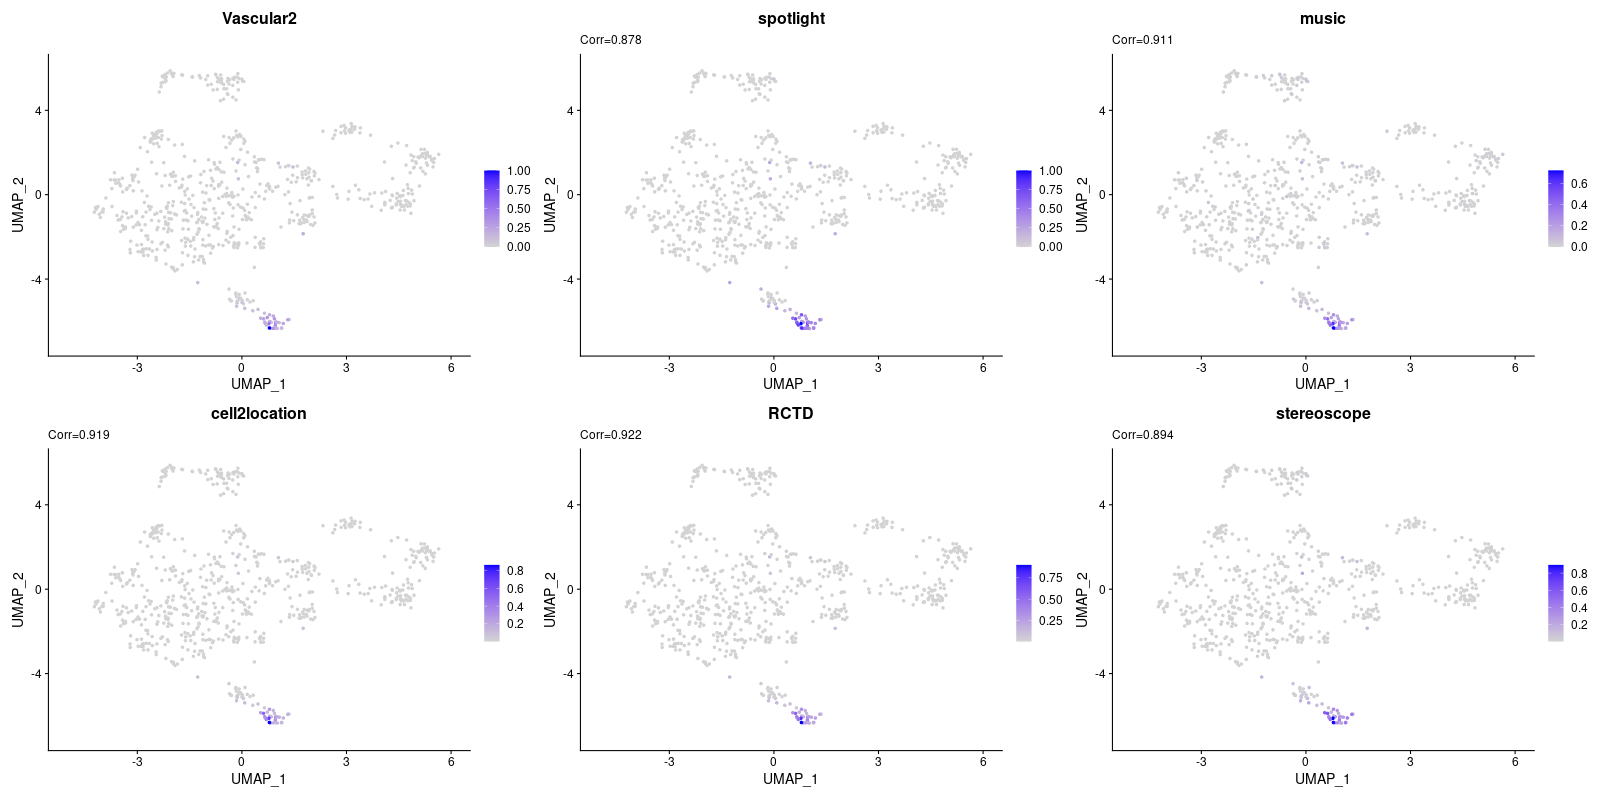 Vascular2
4
0
-4
-3
0
3
6
UMAP_1
UMAP_2
1.00
0.75
0.50
0.25
0.00
spotlight
Corr=0.878
4
0
-4
-3
0
3
6
UMAP_1
UMAP_2
1.00
0.75
0.50
0.25
0.00
music
Corr=0.911
4
0
-4
-3
0
3
6
UMAP_1
UMAP_2
0.6
0.4
0.2
0.0
cell2location
Corr=0.919
4
0
-4
-3
0
3
6
UMAP_1
UMAP_2
0.8
0.6
0.4
0.2
RCTD
Corr=0.922
4
0
-4
-3
0
3
6
UMAP_1
UMAP_2
0.75
0.50
0.25
stereoscope
Corr=0.894
4
0
-4
-3
0
3
6
UMAP_1
UMAP_2
0.8
0.6
0.4
0.2